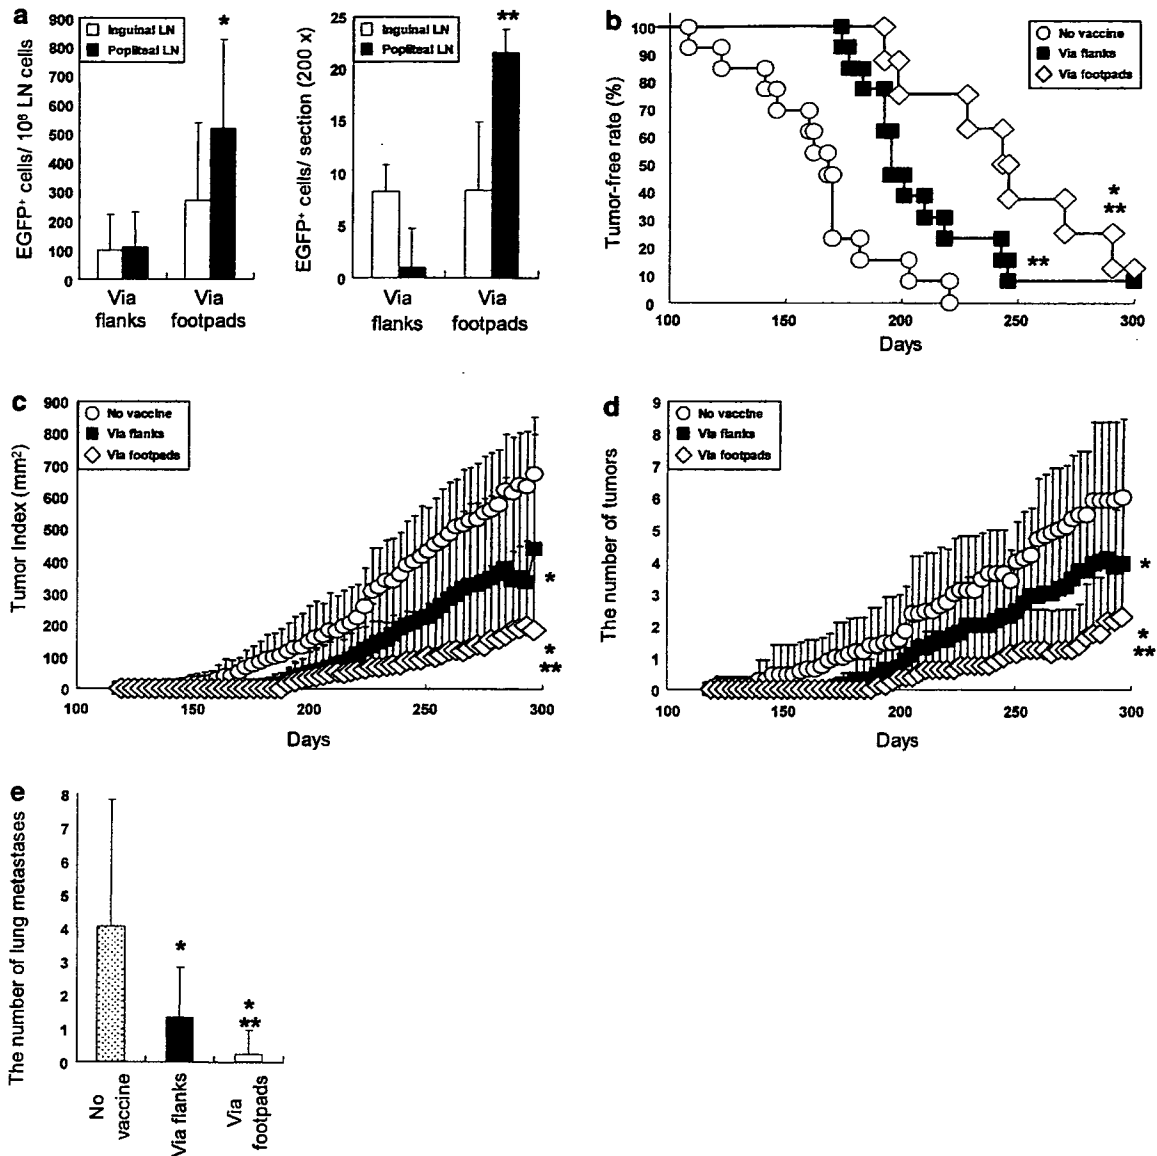 a
EGFP⁺ cells/ 10⁶ LN cells
900
800
700
600
500
400
300
200
100
0
Inguinal LN
Popliteal LN
*
Via
flanks
Via
footpads
EGFP⁺ cells/ section (200 x)
25
20
15
10
5
0
Inguinal LN
Popliteal LN
**
Via
flanks
Via
footpads
b
Tumor-free rate (%)
100
90
80
70
60
50
40
30
20
10
0
No vaccine
Via flanks
Via footpads
*
**
**
100
150
200
250
300
Days
c
Tumor Index (mm²)
900
800
700
600
500
400
300
200
100
0
No vaccine
Via flanks
Via footpads
*
*
**
100
150
200
250
300
Days
d
The number of tumors
9
8
7
6
5
4
3
2
1
0
No vaccine
Via flanks
Via footpads
*
*
**
100
150
200
250
300
Days
e
The number of lung metastases
8
7
6
5
4
3
2
1
0
*
*
**
No
vaccine
Via flanks
Via
footpads